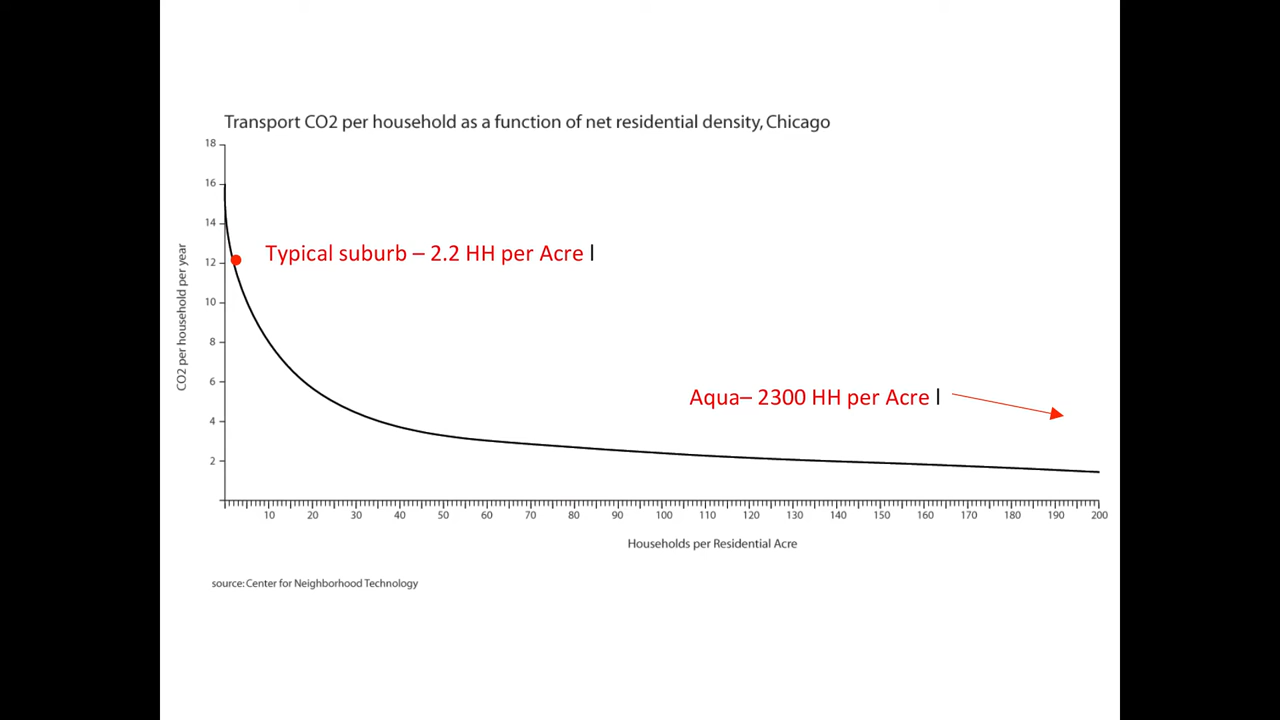 Transport CO2 per household as a function of net residential density, Chicago
18
16
14
12
10
8
6
4
2
CO2 per household per year
Typical suburb – 2.2 HH per Acre l
Aqua– 2300 HH per Acre l
10 20 30 40 50 60 70 80 90 100 110 120 130 140 150 160 170 180 190 200
Households per Residential Acre
source: Center for Neighborhood Technology